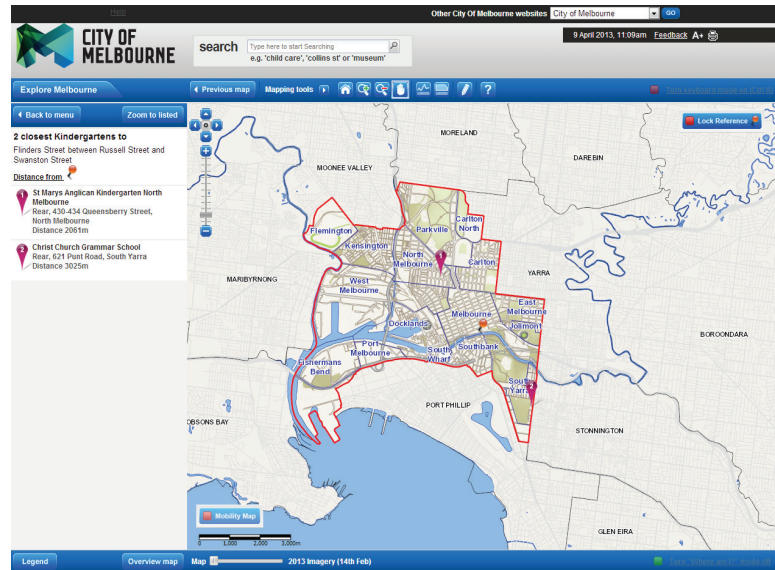 Help
Other City Of Melbourne websites City of Melbourne GO
CITY OF
MELBOURNE
search Type here to start Searching
e.g. 'child care', 'collins st' or 'museum'
9 April 2013, 11:09am Feedback A+
Explore Melbourne
Previous map Mapping tools ?
Back to menu Zoom to listed
2 closest Kindergartens to
Flinders Street between Russell Street and
Swanston Street
Distance from
1 St Marys Anglican Kindergarten North
Melbourne
Rear, 430-434 Queensberry Street,
North Melbourne
Distance 2061m
2 Christ Church Grammar School
Rear, 621 Punt Road, South Yarra
Distance 3025m
Lock Reference
MORELAND
DAREBIN
MOONEE VALLEY
Carlton
North
Flemington
Parkville
Kensington
North
Melbourne
1
Carlton
YARRA
MARIBYRNONG
West
Melbourne
East
Melbourne
Melbourne
Docklands
Jolimont
BOROONDARA
Port
Melbourne
South
Wharf
Southbank
Fishermans
Bend
South
Yarra
2
PORT PHILLIP
OBSONS BAY
STONNINGTON
Mobility Map
GLEN EIRA
0 1,000 2,000 3,000m
Legend Overview map Map 2013 Imagery (14th Feb)